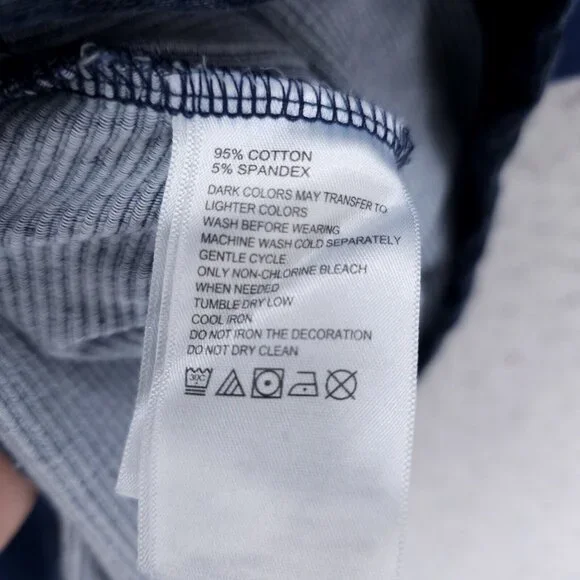 95% COTTON
5% SPANDEX
DARK COLORS MAY TRANSFER TO
LIGHTER COLORS
WASH BEFORE WEARING
MACHINE WASH COLD SEPARATELY
GENTLE CYCLE
ONLY NON-CHLORINE BLEACH
WHEN NEEDED
TUMBLE DRY LOW
COOL IRON
DO NOT IRON THE DECORATION
DO NOT DRY CLEAN
30C